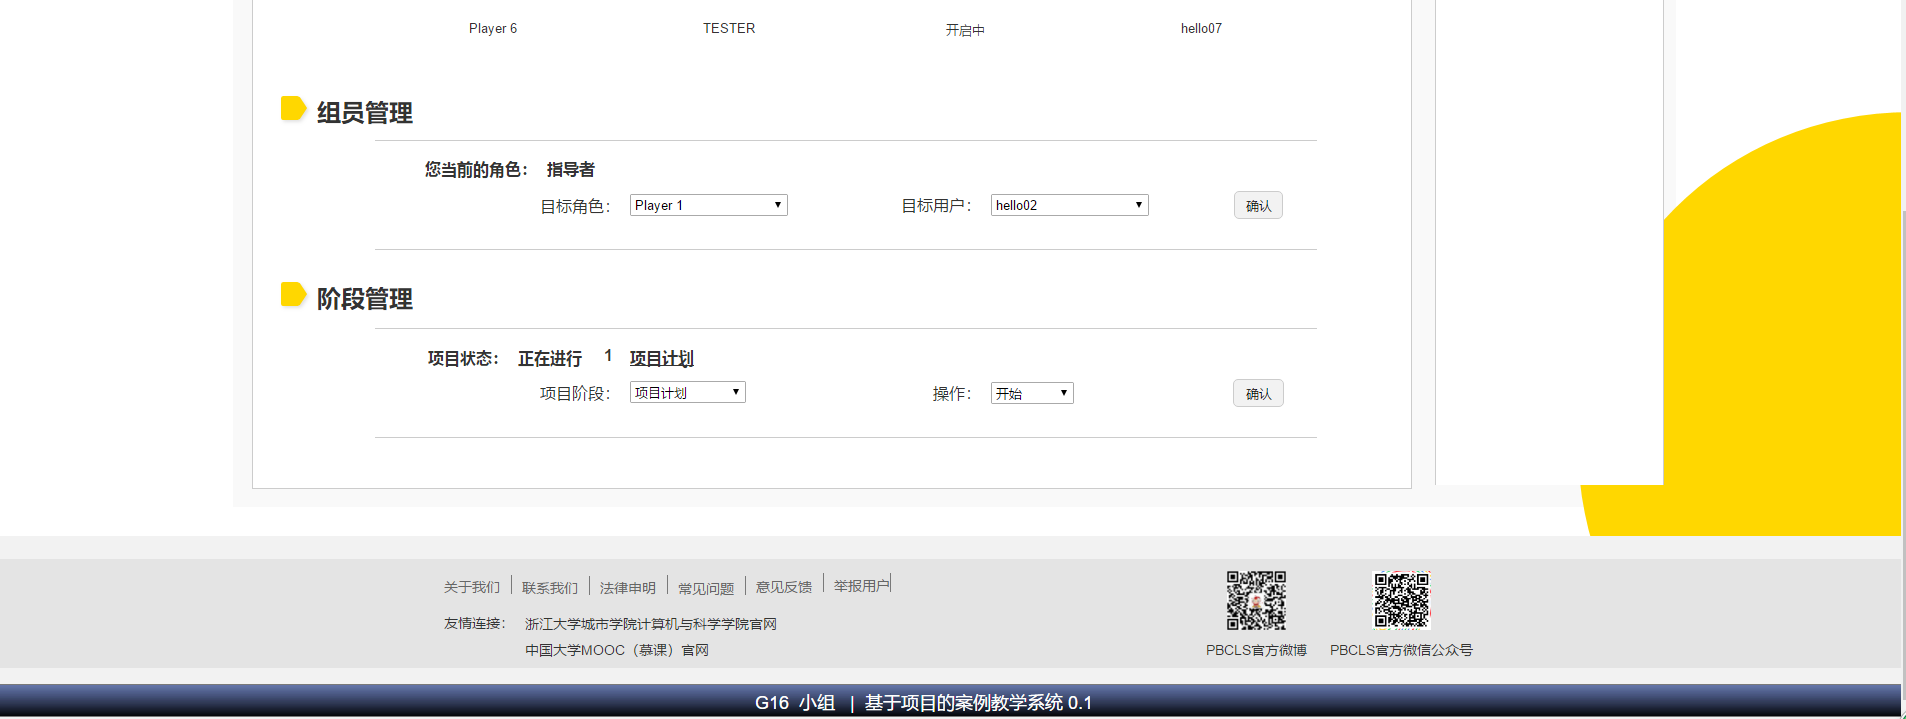 Player 6 TESTER 开启中 hello07
组员管理
您当前的角色： 指导者
目标角色： Player 1 目标用户： hello02 确认
阶段管理
项目状态： 正在进行 1 项目计划
项目阶段： 项目计划 操作： 开始 确认
关于我们 联系我们 法律申明 常见问题 意见反馈 举报用户
友情连接： 浙江大学城市学院计算机与科学学院官网
中国大学MOOC（慕课）官网
PBCLS官方微博 PBCLS官方微信公众号
G16 小组 | 基于项目的案例教学系统 0.1